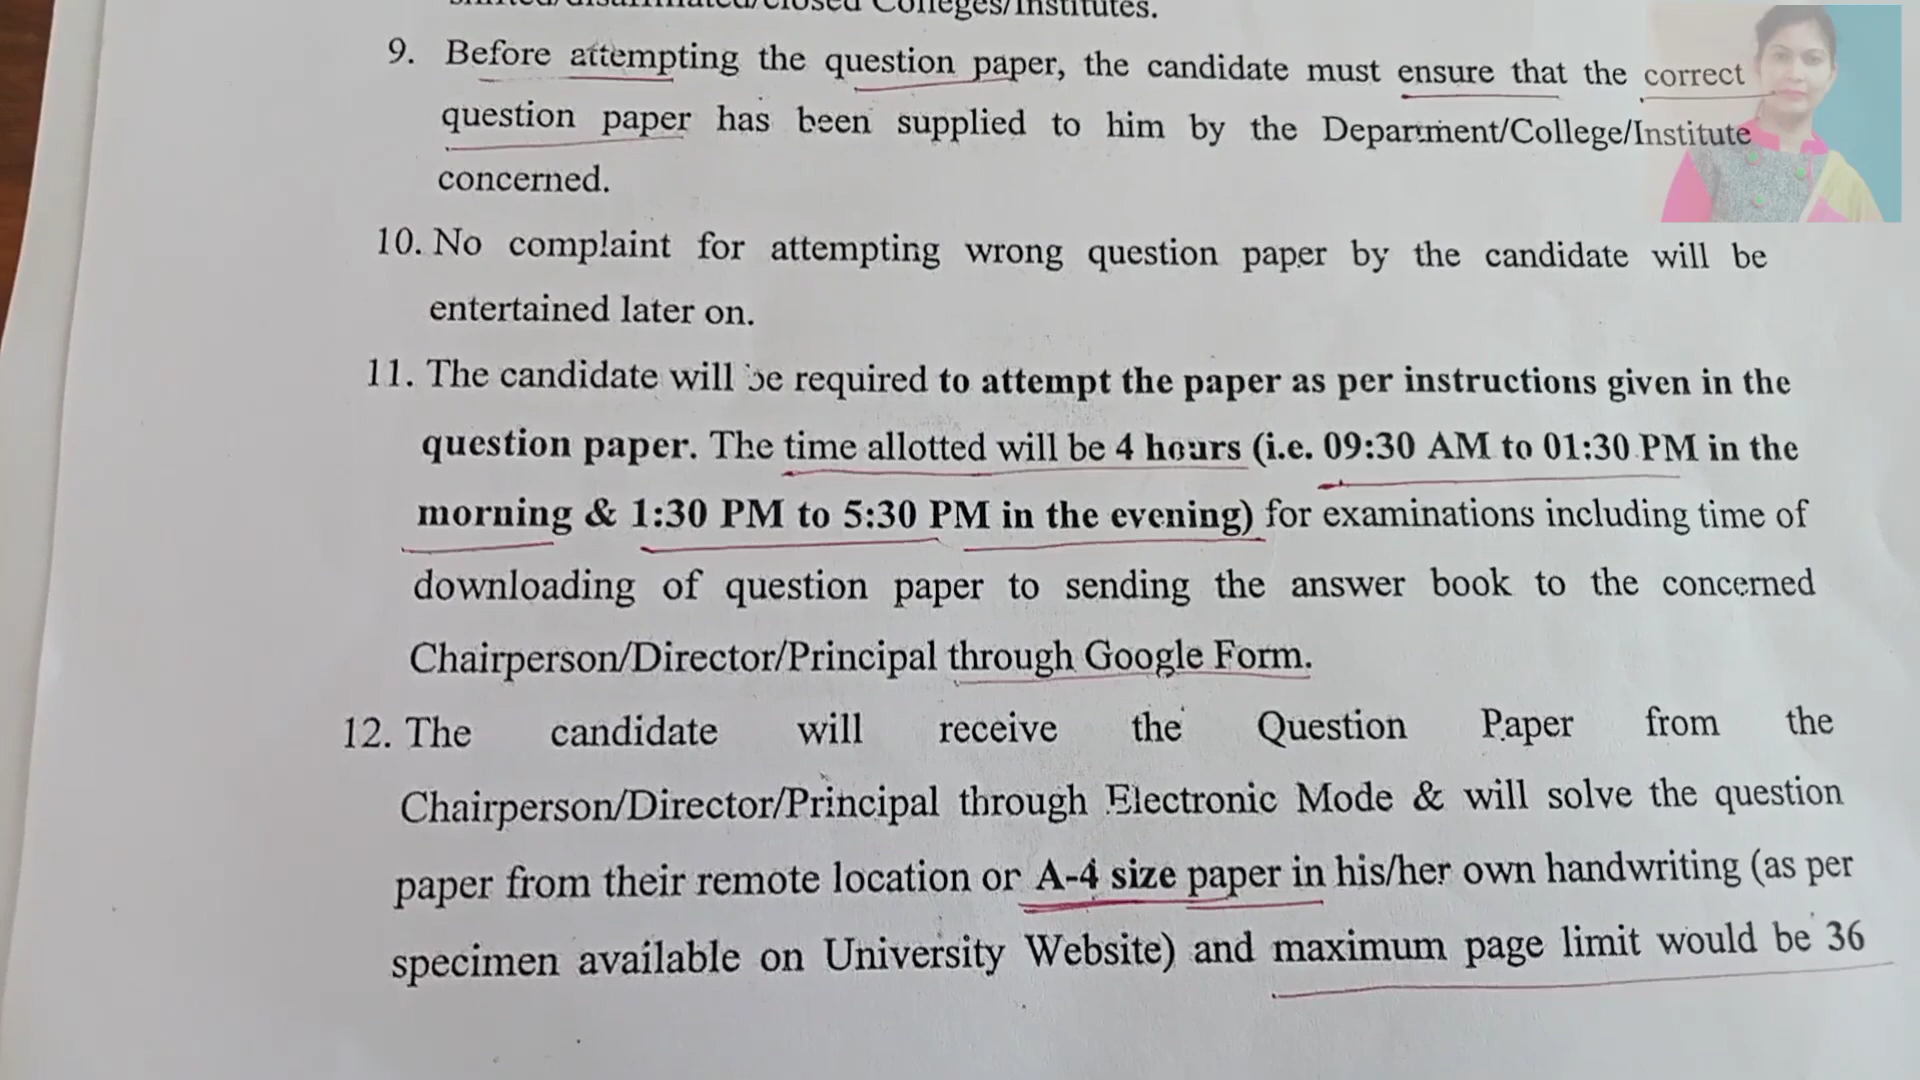 shifted/disaffiliated/closed Colleges/Institutes.
9. Before attempting the question paper, the candidate must ensure that the correct
question paper has been supplied to him by the Department/College/Institute
concerned.
10. No complaint for attempting wrong question paper by the candidate will be
entertained later on.
11. The candidate will be required to attempt the paper as per instructions given in the
question paper. The time allotted will be 4 hours (i.e. 09:30 AM to 01:30 PM in the
morning & 1:30 PM to 5:30 PM in the evening) for examinations including time of
downloading of question paper to sending the answer book to the concerned
Chairperson/Director/Principal through Google Form.
12. The candidate will receive the Question Paper from the
Chairperson/Director/Principal through Electronic Mode & will solve the question
paper from their remote location or A-4 size paper in his/her own handwriting (as per
specimen available on University Website) and maximum page limit would be 36